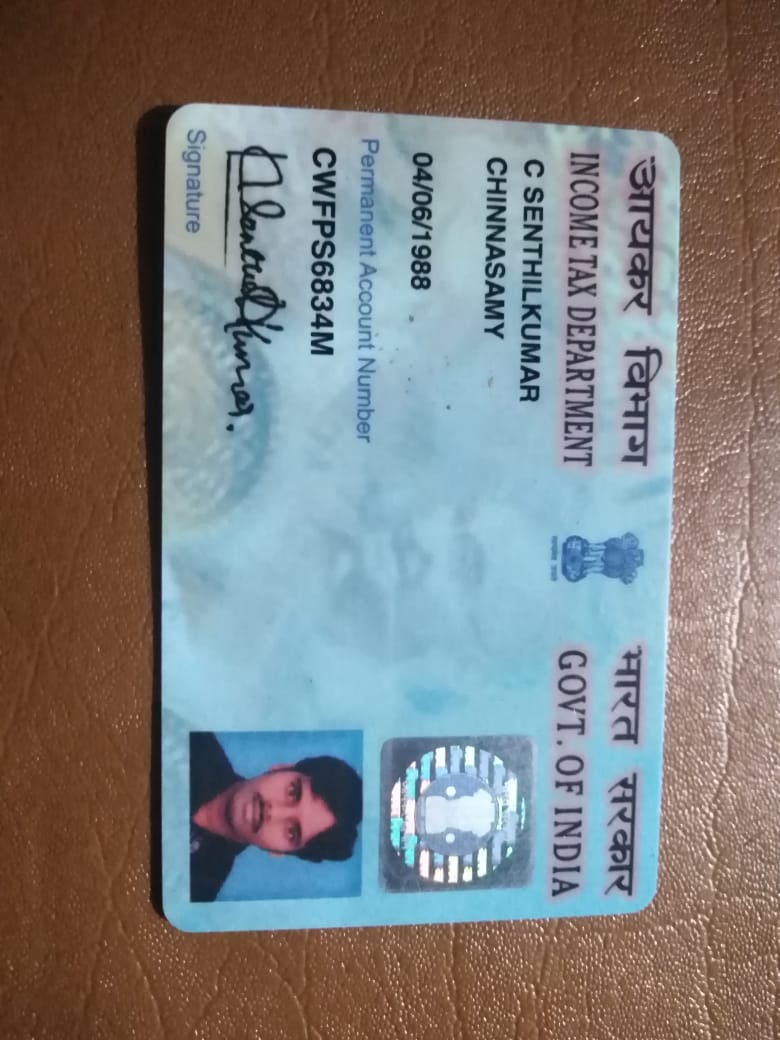 आयकर विभाग
INCOME TAX DEPARTMENT
भारत सरकार
GOVT. OF INDIA
C SENTHILKUMAR
CHINNASAMY
04/06/1988
Permanent Account Number
CWFPS6834M
Signature